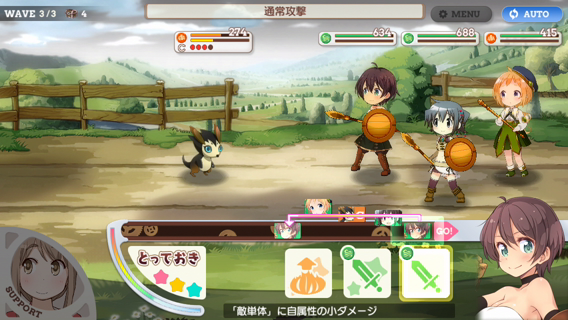 WAVE 3/3 4
通常攻撃
MENU
AUTO
274
C
634
688
415
GO!
とっておき
SUPPORT
「敵単体」に自属性の小ダメージ